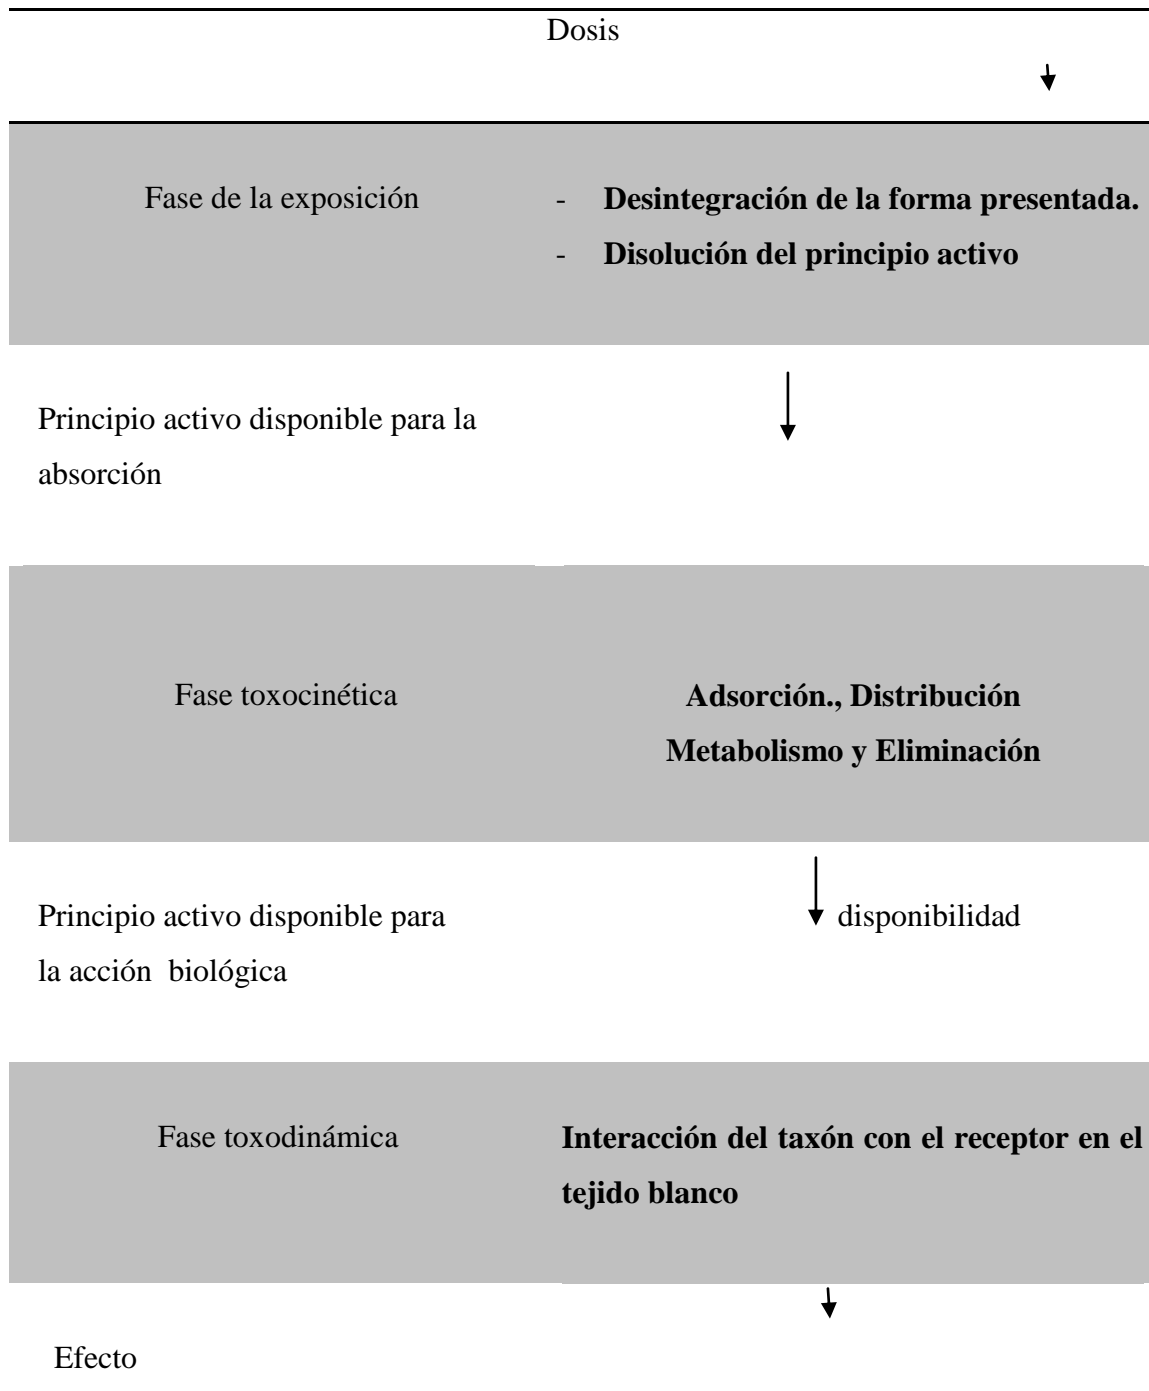 Dosis
Fase de la exposición
- Desintegración de la forma presentada.
- Disolución del principio activo
Principio activo disponible para la
absorción
Fase toxocinética
Adsorción., Distribución
Metabolismo y Eliminación
Principio activo disponible para
la acción biológica
disponibilidad
Fase toxodinámica
Interacción del taxón con el receptor en el
tejido blanco
Efecto